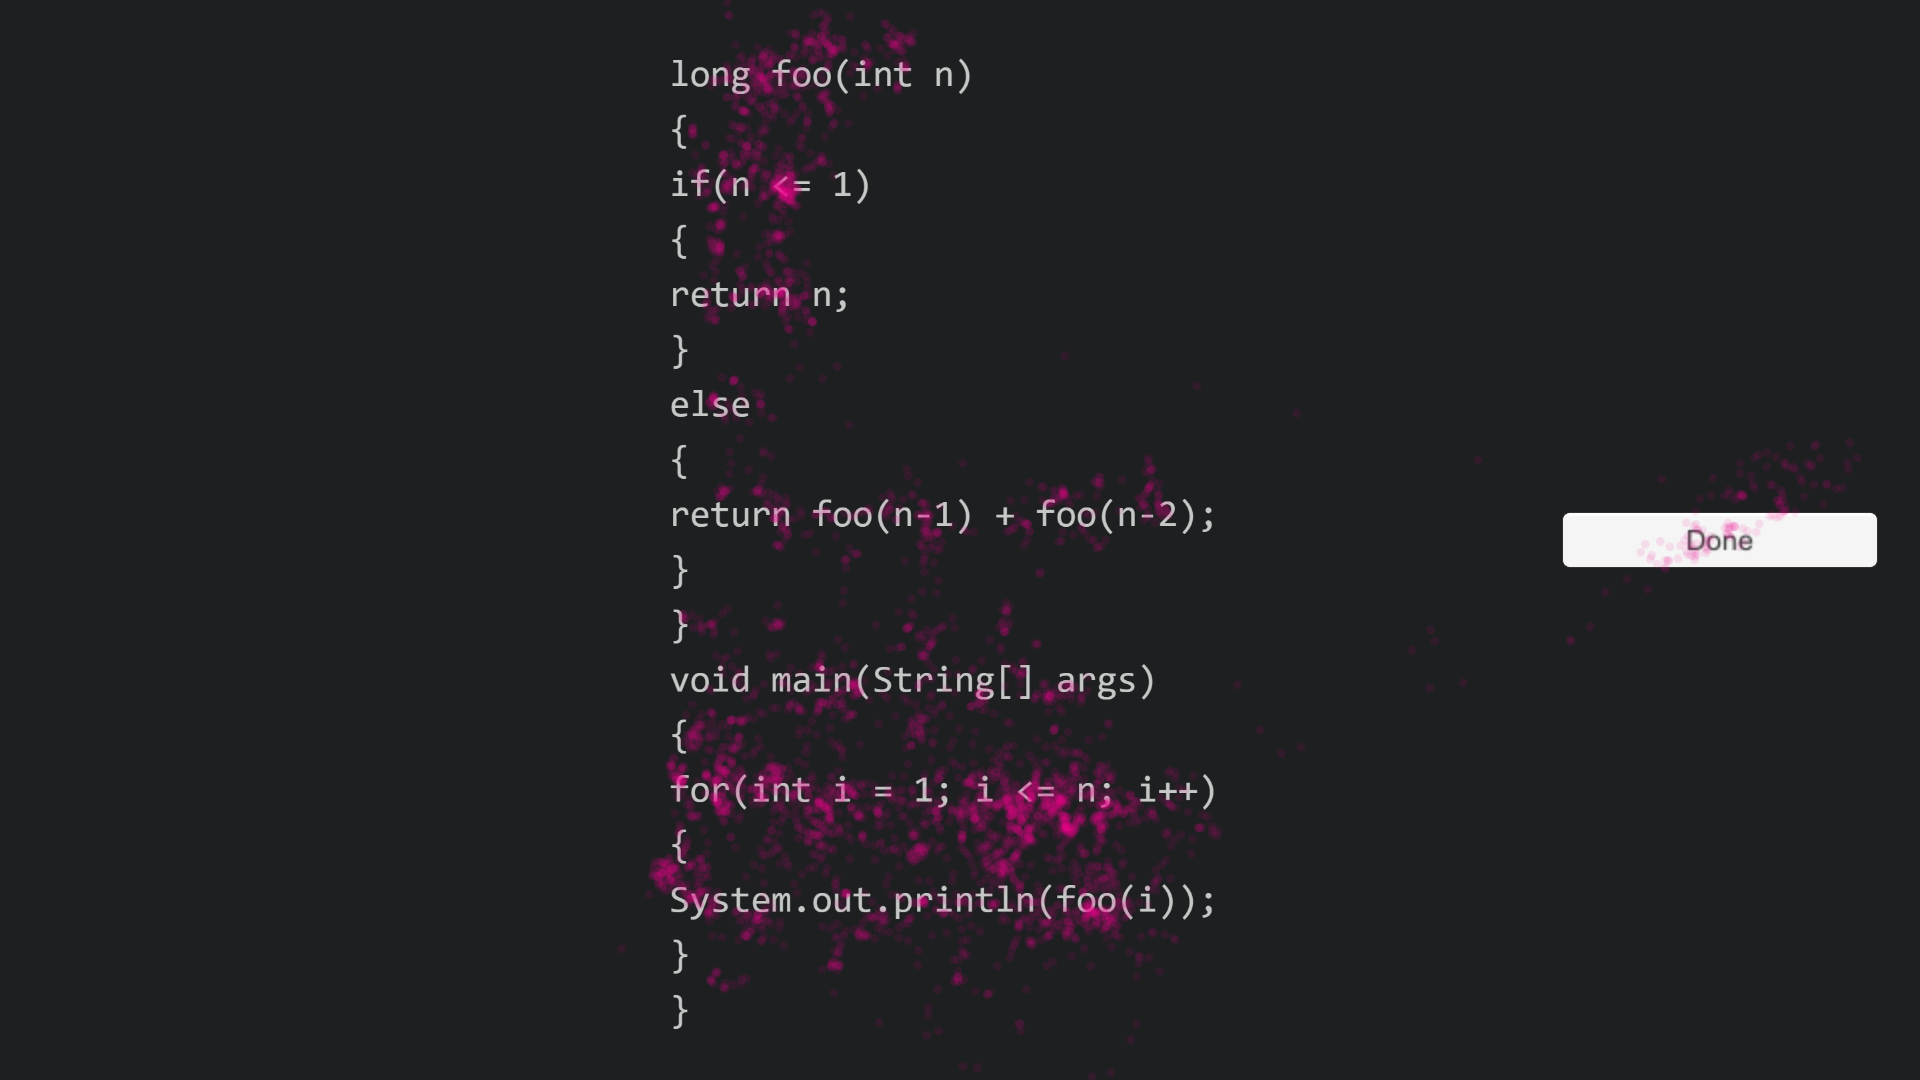 long foo(int n)
{
if(n <= 1)
{
return n;
}
else
{
return foo(n-1) + foo(n-2);
}
}
void main(String[] args)
{
for(int i = 1; i <= n; i++)
{
System.out.println(foo(i));
}
}
Done